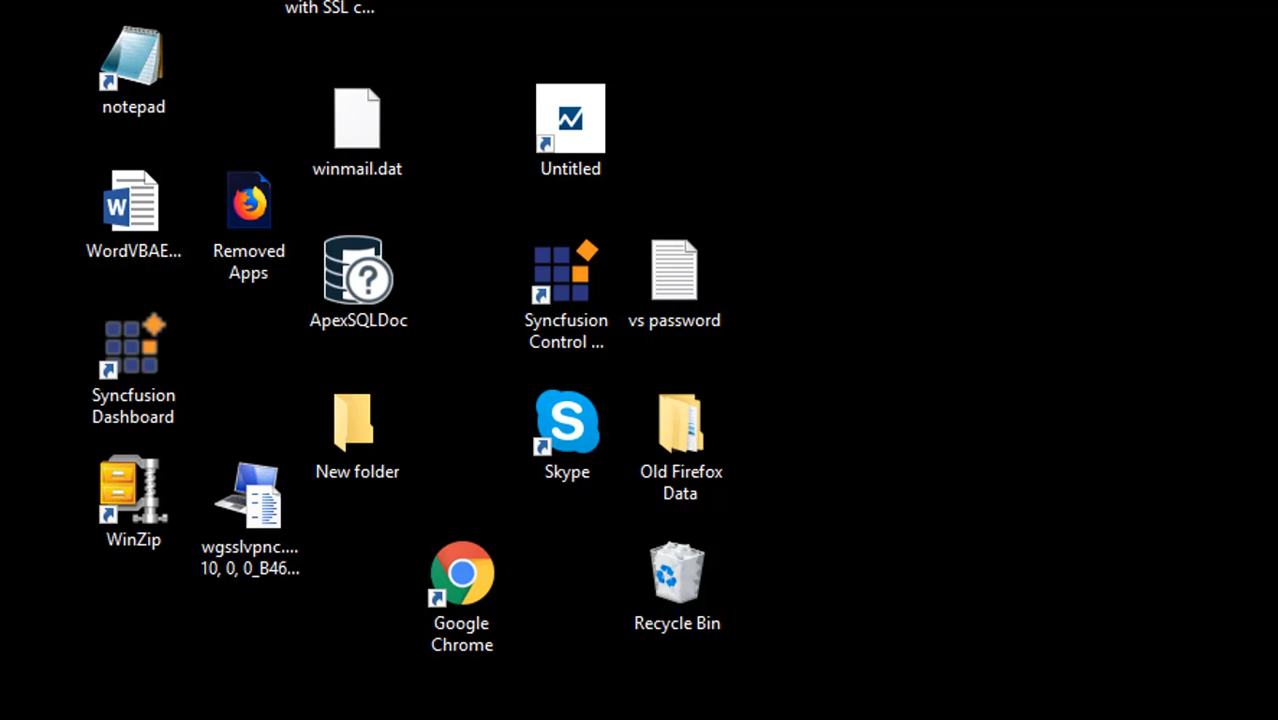 with SSL c...
notepad
winmail.dat
Untitled
W
WordVBAE...
Removed
Apps
?
ApexSQLDoc
Syncfusion
Control ...
vs password
Syncfusion
Dashboard
New folder
S
Skype
Old Firefox
Data
WinZip
wgsslvpnc....
10, 0, 0_B46...
Google
Chrome
Recycle Bin